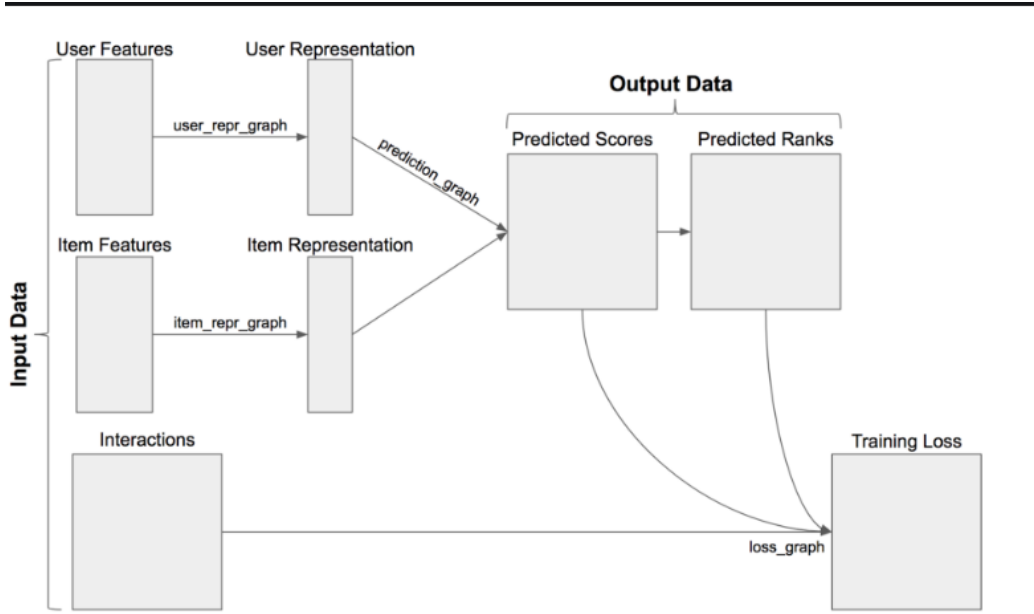 User Features
User Representation
user_repr_graph
prediction_graph
Output Data
Predicted Scores
Predicted Ranks
Item Features
Item Representation
item_repr_graph
Input Data
Interactions
Training Loss
loss_graph